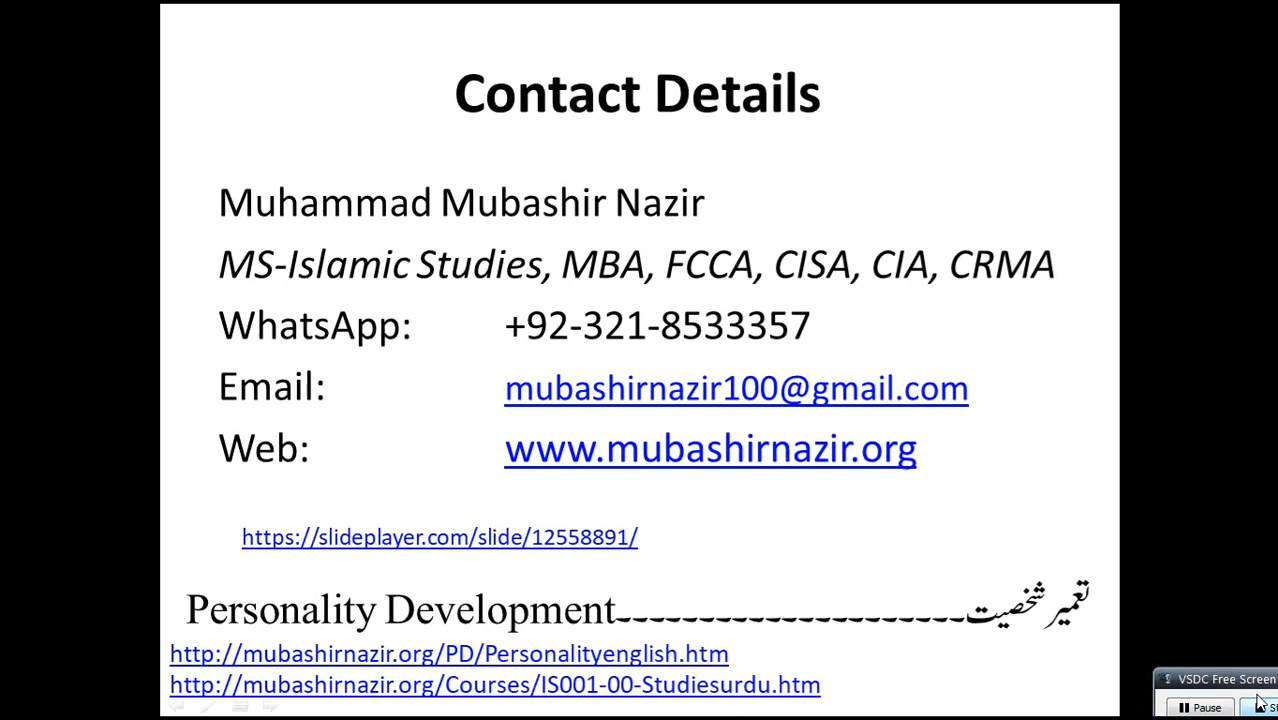 Contact Details
Muhammad Mubashir Nazir
MS-Islamic Studies, MBA, FCCA, CISA, CIA, CRMA
WhatsApp: +92-321-8533357
Email: mubashirnazir100@gmail.com
Web: www.mubashirnazir.org
https://slideplayer.com/slide/12558891/
Personality Development---------------------تعمیر شخصیت
http://mubashirnazir.org/PD/Personalityenglish.htm
http://mubashirnazir.org/Courses/IS001-00-Studiesurdu.htm
VSDC Free Screen
Pause